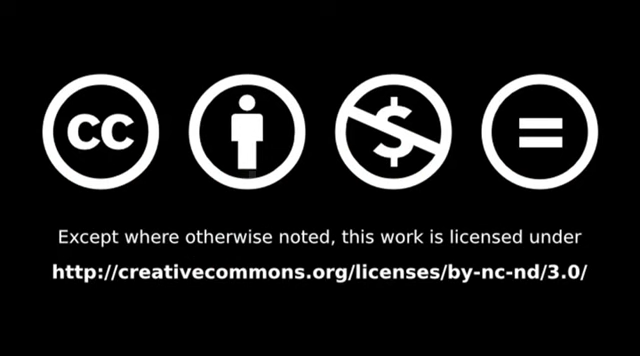 cc
$
=
Except where otherwise noted, this work is licensed under
http://creativecommons.org/licenses/by-nc-nd/3.0/